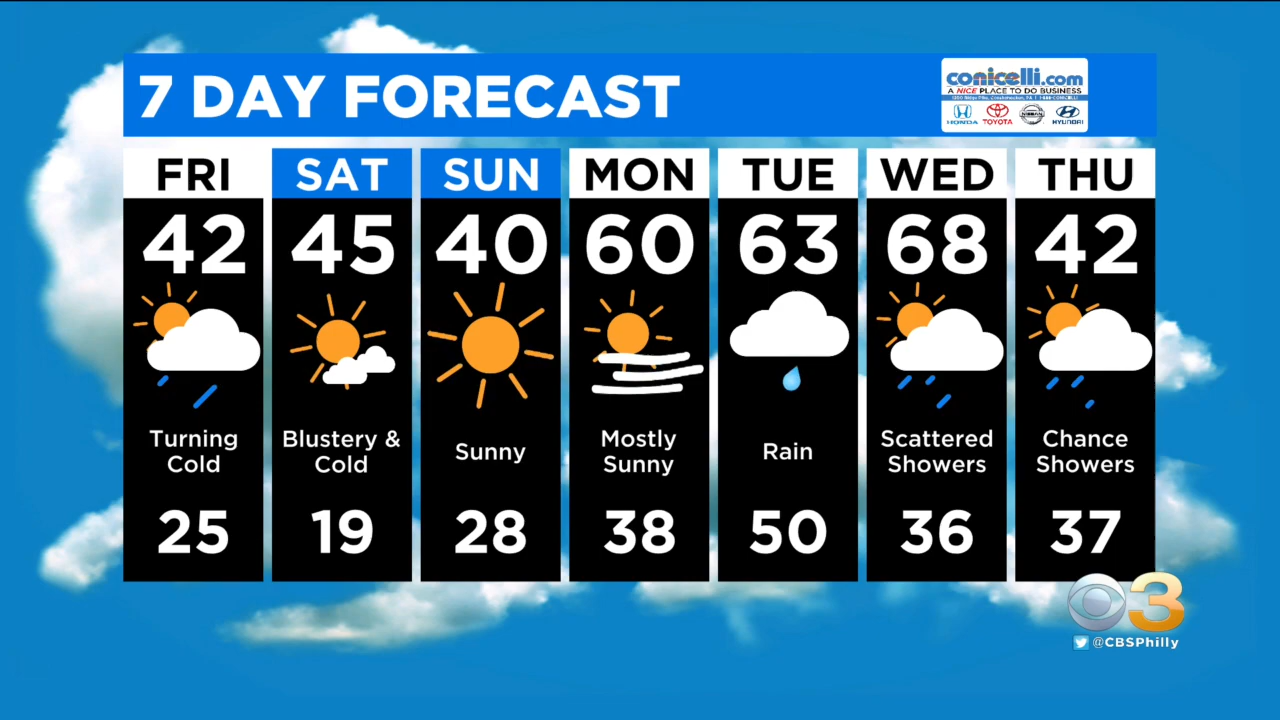 7 DAY FORECAST
conicelli.com
A NICE PLACE TO DO BUSINESS
HONDA TOYOTA NISSAN HYUNDAI
FRI SAT SUN MON TUE WED THU
42 45 40 60 63 68 42
Turning Cold
Blustery & Cold
Sunny
Mostly Sunny
Rain
Scattered Showers
Chance Showers
25 19 28 38 50 36 37
3
@CBSPhilly